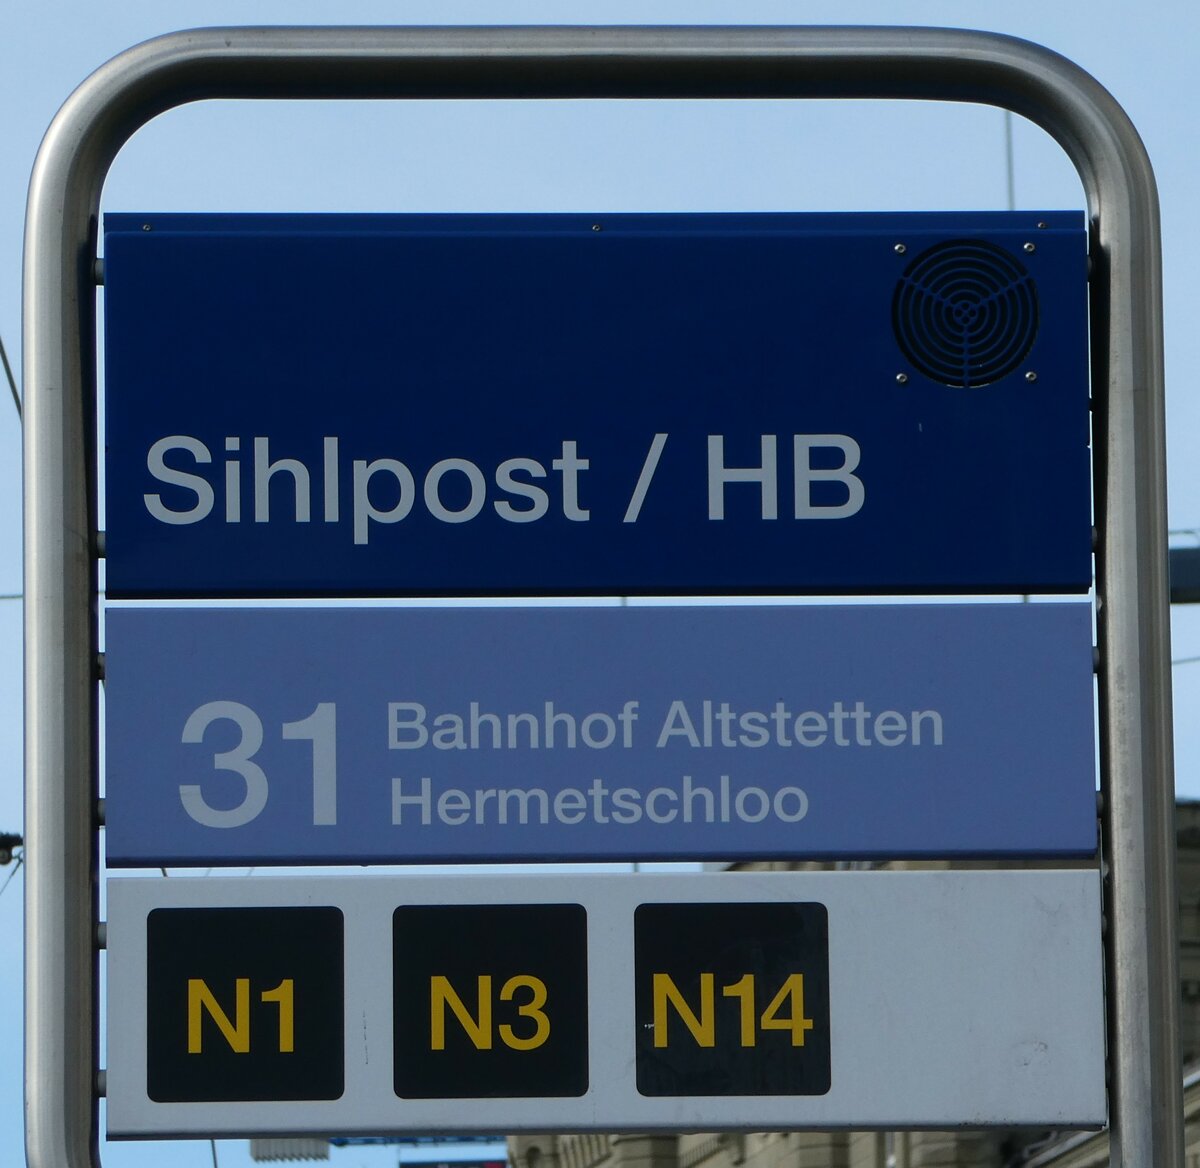 Sihlpost / HB
31 Bahnhof Altstetten
Hermetschloo
N1 N3 N14